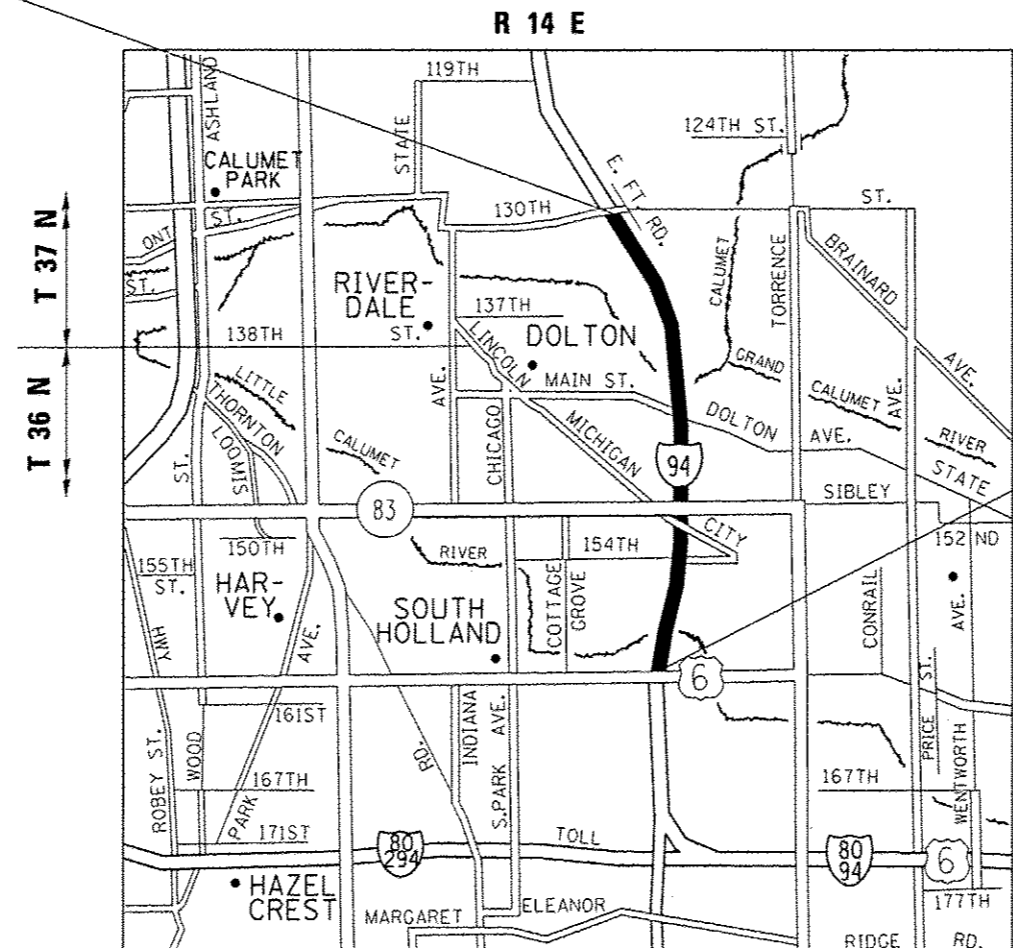 R 14 E
119TH
ASHLAND
STATE
124TH ST.
CALUMET
PARK
E. FT. RD.
ST.
130TH
ST.
ONT
T 37 N
ST.
CALUMET
TORRENCE
BRAINARD
RIVER-
DALE
137TH
138TH
ST.
LINCOLN
DOLTON
GRAND
AVE.
T 36 N
LITTLE
AVE.
MAIN ST.
CALUMET
AVE.
THORNTON
DOLTON
AVE.
RIVER
ST.
LOOMIS
CALUMET
CHICAGO
MICHIGAN
94
STATE
83
SIBLEY
CITY
150TH
RIVER
154TH
152 ND
155TH
ST.
HAR-
VEY
SOUTH
HOLLAND
COTTAGE
GROVE
CONRAIL
AVE.
HWY
AVE.
6
ST.
161ST
INDIANA
S.PARK AVE.
PRICE
ROBEY ST.
WOOD
RD.
167TH
167TH
WENTWORTH
PARK
171ST
80
294
TOLL
80
94
6
HAZEL
CREST
177TH
MARGARET
ELEANOR
RIDGE RD.